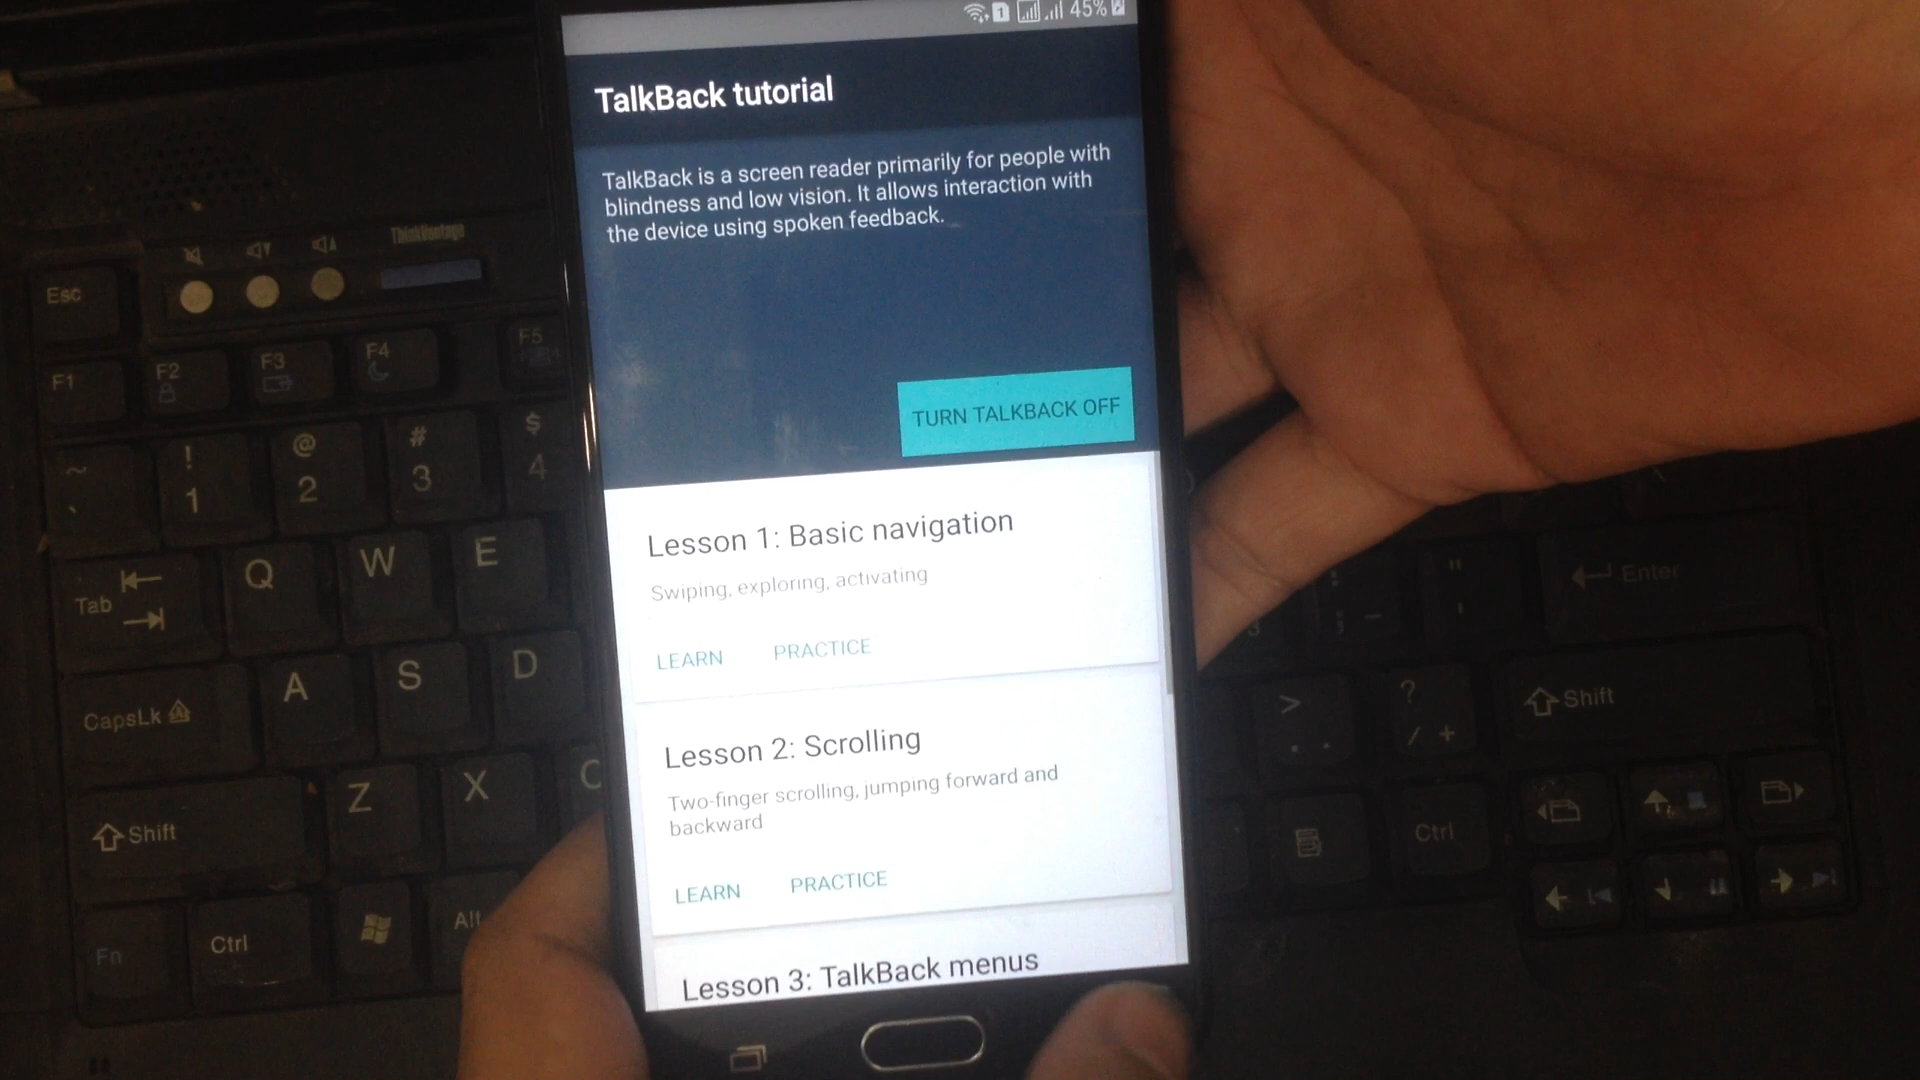 45%
TalkBack tutorial
TalkBack is a screen reader primarily for people with
blindness and low vision. It allows interaction with
the device using spoken feedback.
TURN TALKBACK OFF
Lesson 1: Basic navigation
Swiping, exploring, activating
LEARN PRACTICE
Lesson 2: Scrolling
Two-finger scrolling, jumping forward and
backward
LEARN PRACTICE
Lesson 3: TalkBack menus
ThinkVantage
Esc
F1 F2 F3 F4 F5
~ ! @ # $
` 1 2 3 4
Tab Q W E
CapsLk A S D
Shift Z X C
Fn Ctrl Alt
Enter
> ?
. / +
Shift
Ctrl